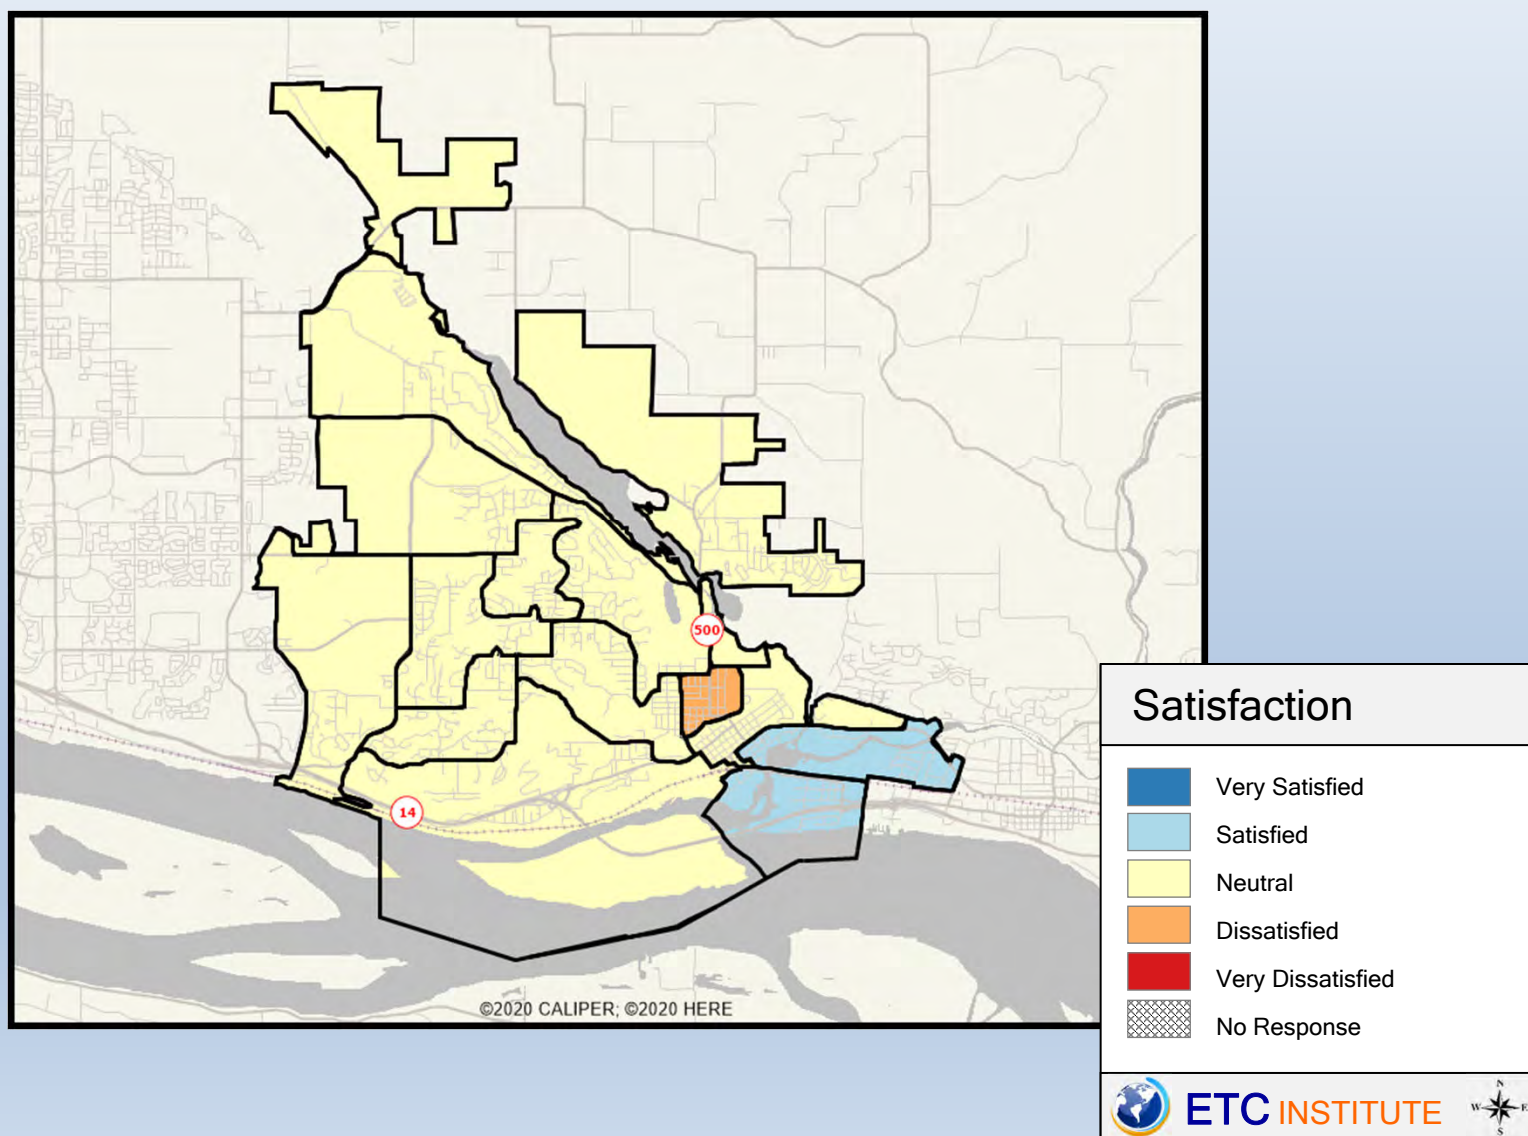 500
14
©2020 CALIPER; ©2020 HERE
Satisfaction
Very Satisfied
Satisfied
Neutral
Dissatisfied
Very Dissatisfied
No Response
ETC INSTITUTE
N
W E
S